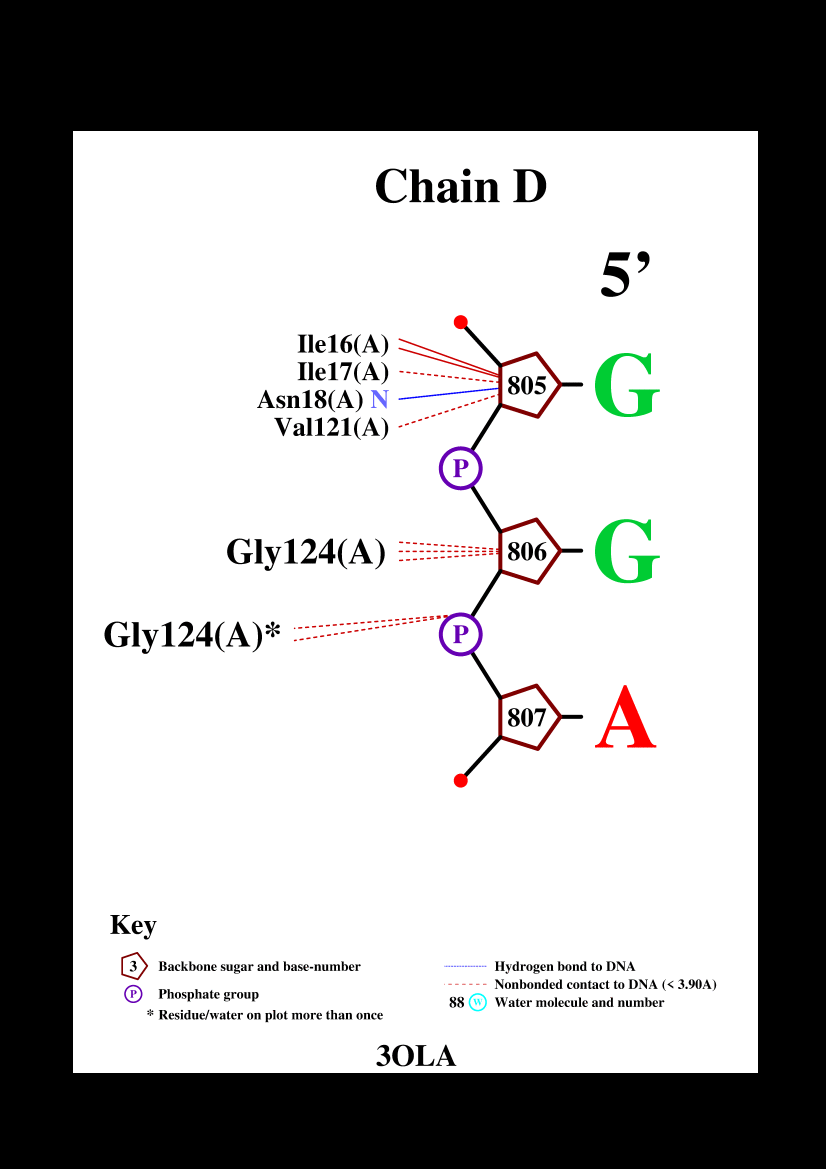 Chain D
5’
Ile16(A)
Ile17(A)
805 G
Asn18(A) N
Val121(A)
P
Gly124(A) 806 G
Gly124(A)* P
807 A
Key
3 Backbone sugar and base-number
P Phosphate group
* Residue/water on plot more than once
Hydrogen bond to DNA
Nonbonded contact to DNA (< 3.90A)
88 W Water molecule and number
3OLA